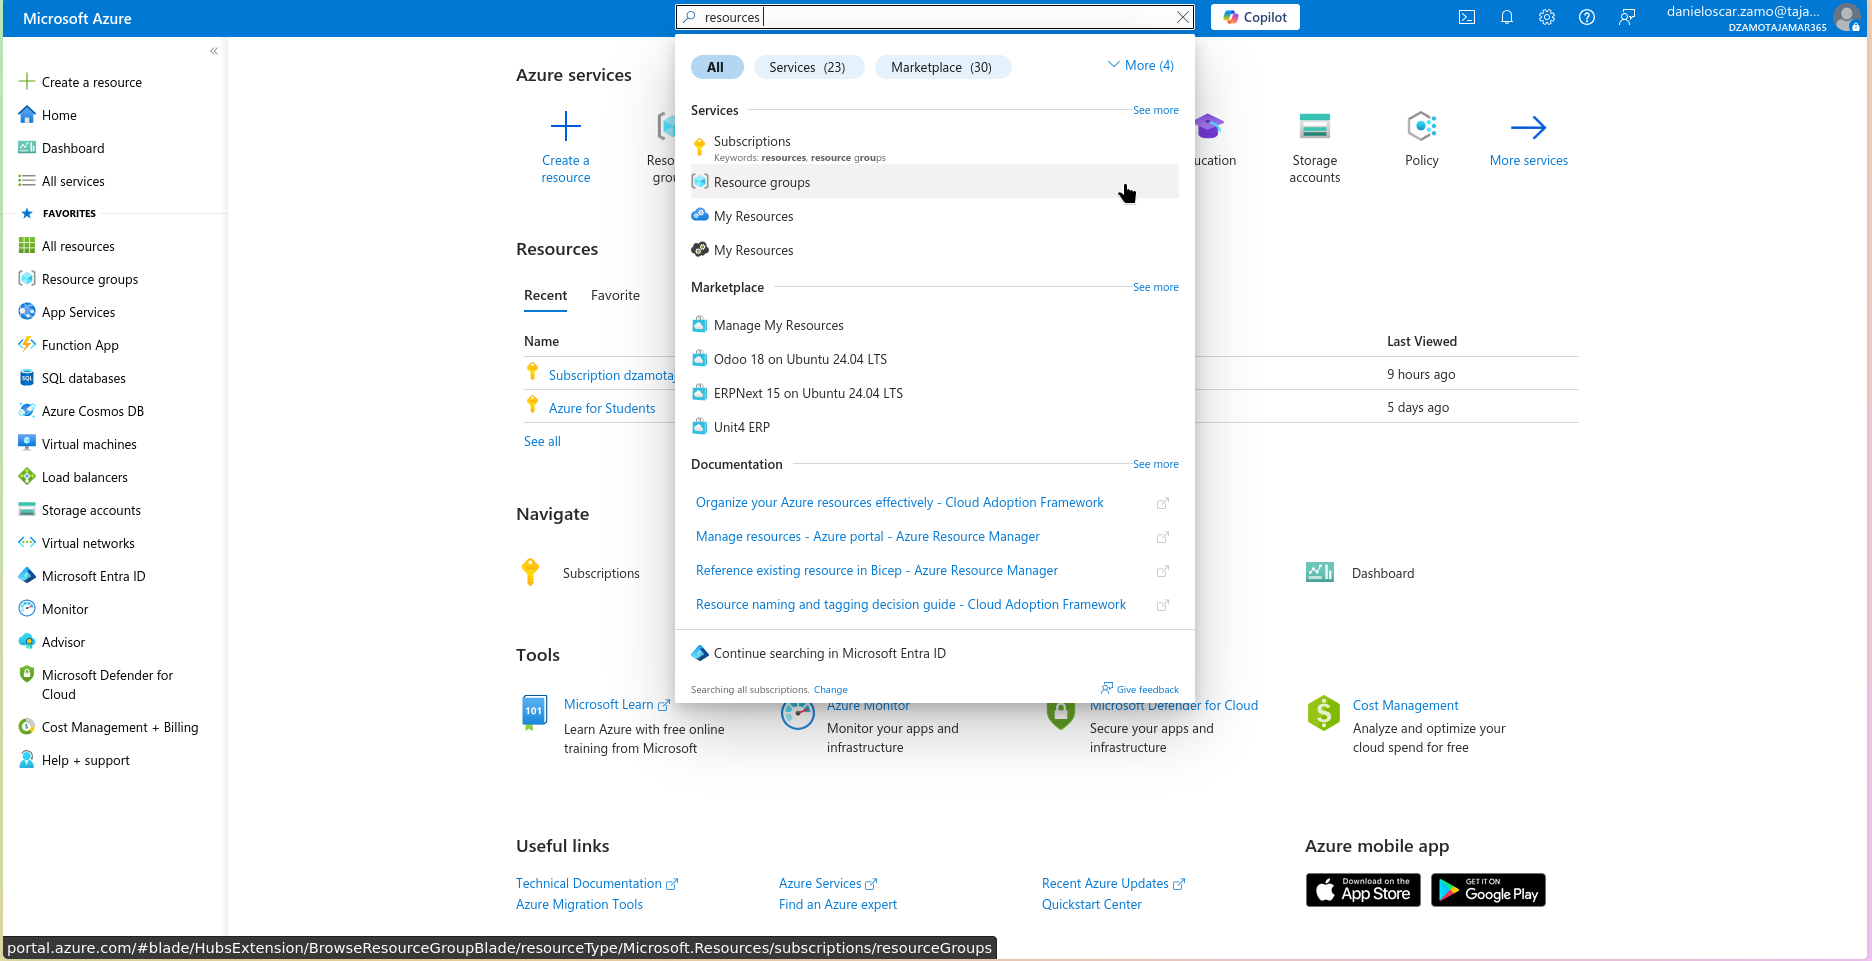 Microsoft Azure
resources
Copilot
danieloscar.zamo@taja...
DZAMOTAJAMAR365
Create a resource
Home
Dashboard
All services
FAVORITES
All resources
Resource groups
App Services
Function App
SQL databases
Azure Cosmos DB
Virtual machines
Load balancers
Storage accounts
Virtual networks
Microsoft Entra ID
Monitor
Advisor
Microsoft Defender for
Cloud
Cost Management + Billing
Help + support
All
Services (23)
Marketplace (30)
More (4)
Services
See more
Subscriptions
Keywords: resources, resource groups
Resource groups
My Resources
My Resources
Marketplace
See more
Manage My Resources
Odoo 18 on Ubuntu 24.04 LTS
ERPNext 15 on Ubuntu 24.04 LTS
Unit4 ERP
Documentation
See more
Organize your Azure resources effectively - Cloud Adoption Framework
Manage resources - Azure portal - Azure Resource Manager
Reference existing resource in Bicep - Azure Resource Manager
Resource naming and tagging decision guide - Cloud Adoption Framework
Continue searching in Microsoft Entra ID
Searching all subscriptions. Change
Give feedback
Azure services
Create a
resource
Reso
grou
ucation
Storage
accounts
Policy
More services
Resources
Recent
Favorite
Name
Last Viewed
Subscription dzamotaj
9 hours ago
Azure for Students
5 days ago
See all
Navigate
Subscriptions
Dashboard
Tools
101
Microsoft Learn
Learn Azure with free online
training from Microsoft
Azure Monitor
Monitor your apps and
infrastructure
Microsoft Defender for Cloud
Secure your apps and
infrastructure
Cost Management
Analyze and optimize your
cloud spend for free
Useful links
Technical Documentation
Azure Services
Recent Azure Updates
Azure Migration Tools
Find an Azure expert
Quickstart Center
Azure mobile app
Download on the
App Store
GET IT ON
Google Play
portal.azure.com/#blade/HubsExtension/BrowseResourceGroupBlade/resourceType/Microsoft.Resources/subscriptions/resourceGroups